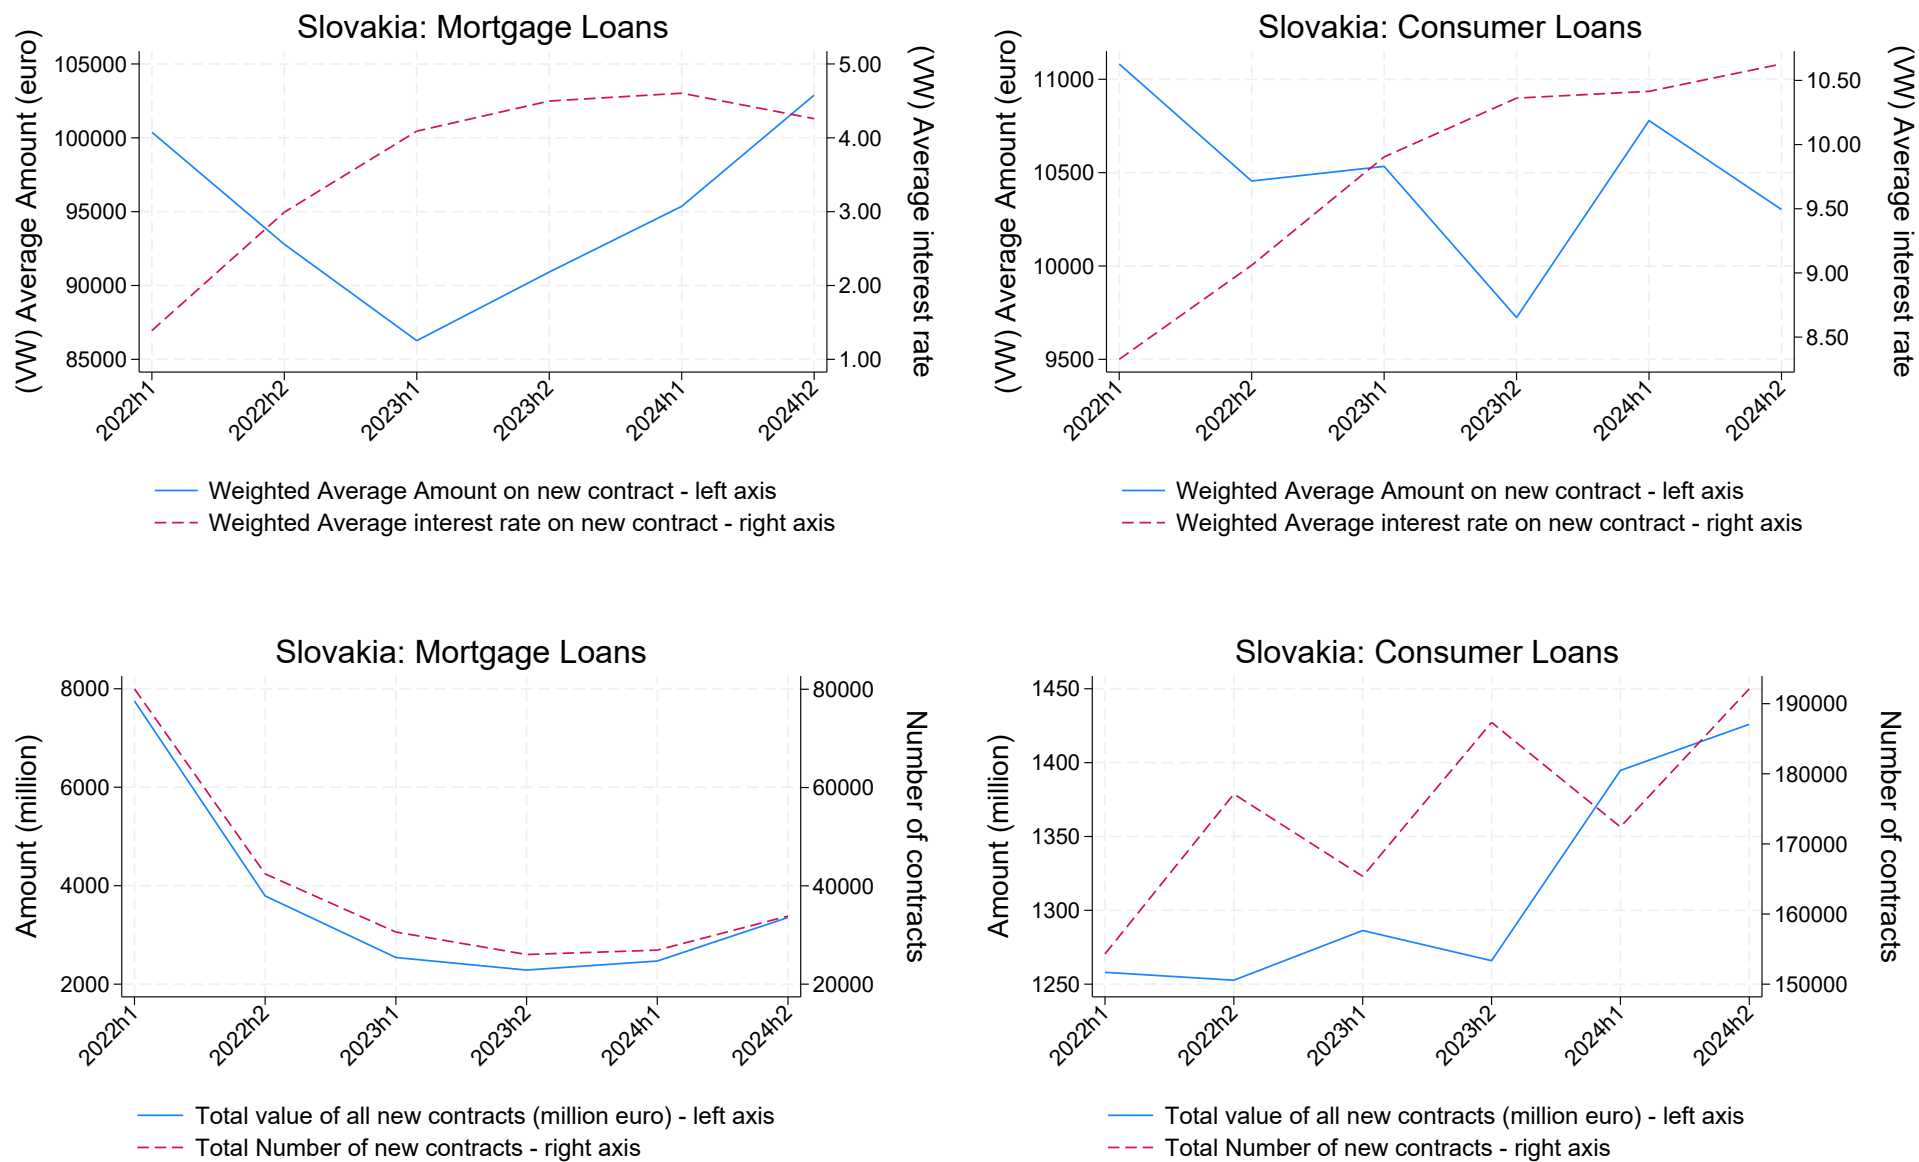 Slovakia: Mortgage Loans
(VW) Average Amount (euro)
105000
100000
95000
90000
85000
5.00
4.00
3.00
2.00
1.00
(VW) Average interest rate
2022h1
2022h2
2023h1
2023h2
2024h1
2024h2
Weighted Average Amount on new contract - left axis
Weighted Average interest rate on new contract - right axis
Slovakia: Consumer Loans
(VW) Average Amount (euro)
11000
10500
10000
9500
10.50
10.00
9.50
9.00
8.50
(VW) Average interest rate
2022h1
2022h2
2023h1
2023h2
2024h1
2024h2
Weighted Average Amount on new contract - left axis
Weighted Average interest rate on new contract - right axis
Slovakia: Mortgage Loans
Amount (million)
8000
6000
4000
2000
80000
60000
40000
20000
Number of contracts
2022h1
2022h2
2023h1
2023h2
2024h1
2024h2
Total value of all new contracts (million euro) - left axis
Total Number of new contracts - right axis
Slovakia: Consumer Loans
Amount (million)
1450
1400
1350
1300
1250
190000
180000
170000
160000
150000
Number of contracts
2022h1
2022h2
2023h1
2023h2
2024h1
2024h2
Total value of all new contracts (million euro) - left axis
Total Number of new contracts - right axis